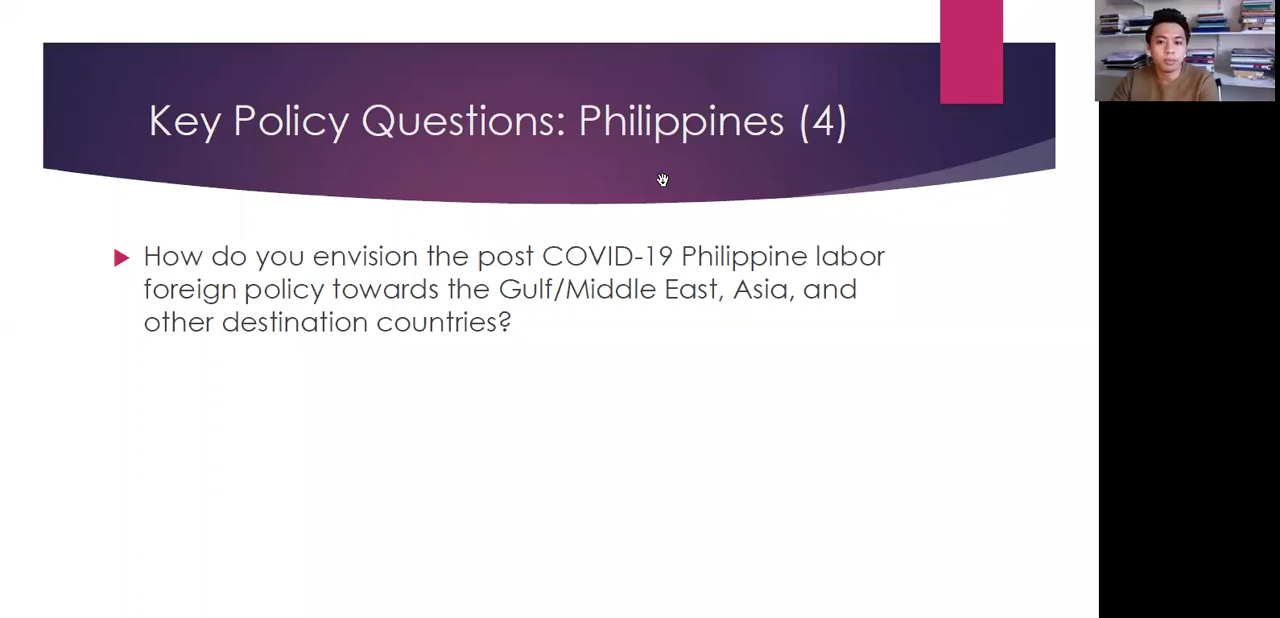 Key Policy Questions: Philippines (4)
How do you envision the post COVID-19 Philippine labor
foreign policy towards the Gulf/Middle East, Asia, and
other destination countries?